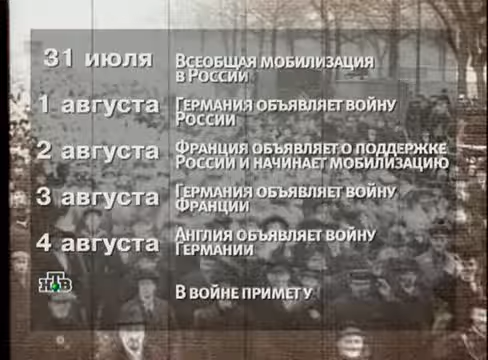 31 июля
Всеобщая мобилизация
в России
1 августа
Германия объявляет войну
России
2 августа
Франция объявляет о поддержке
России и начинает мобилизацию
3 августа
Германия объявляет войну
Франции
4 августа
Англия объявляет войну
Германии
НТВ
В войне примет у